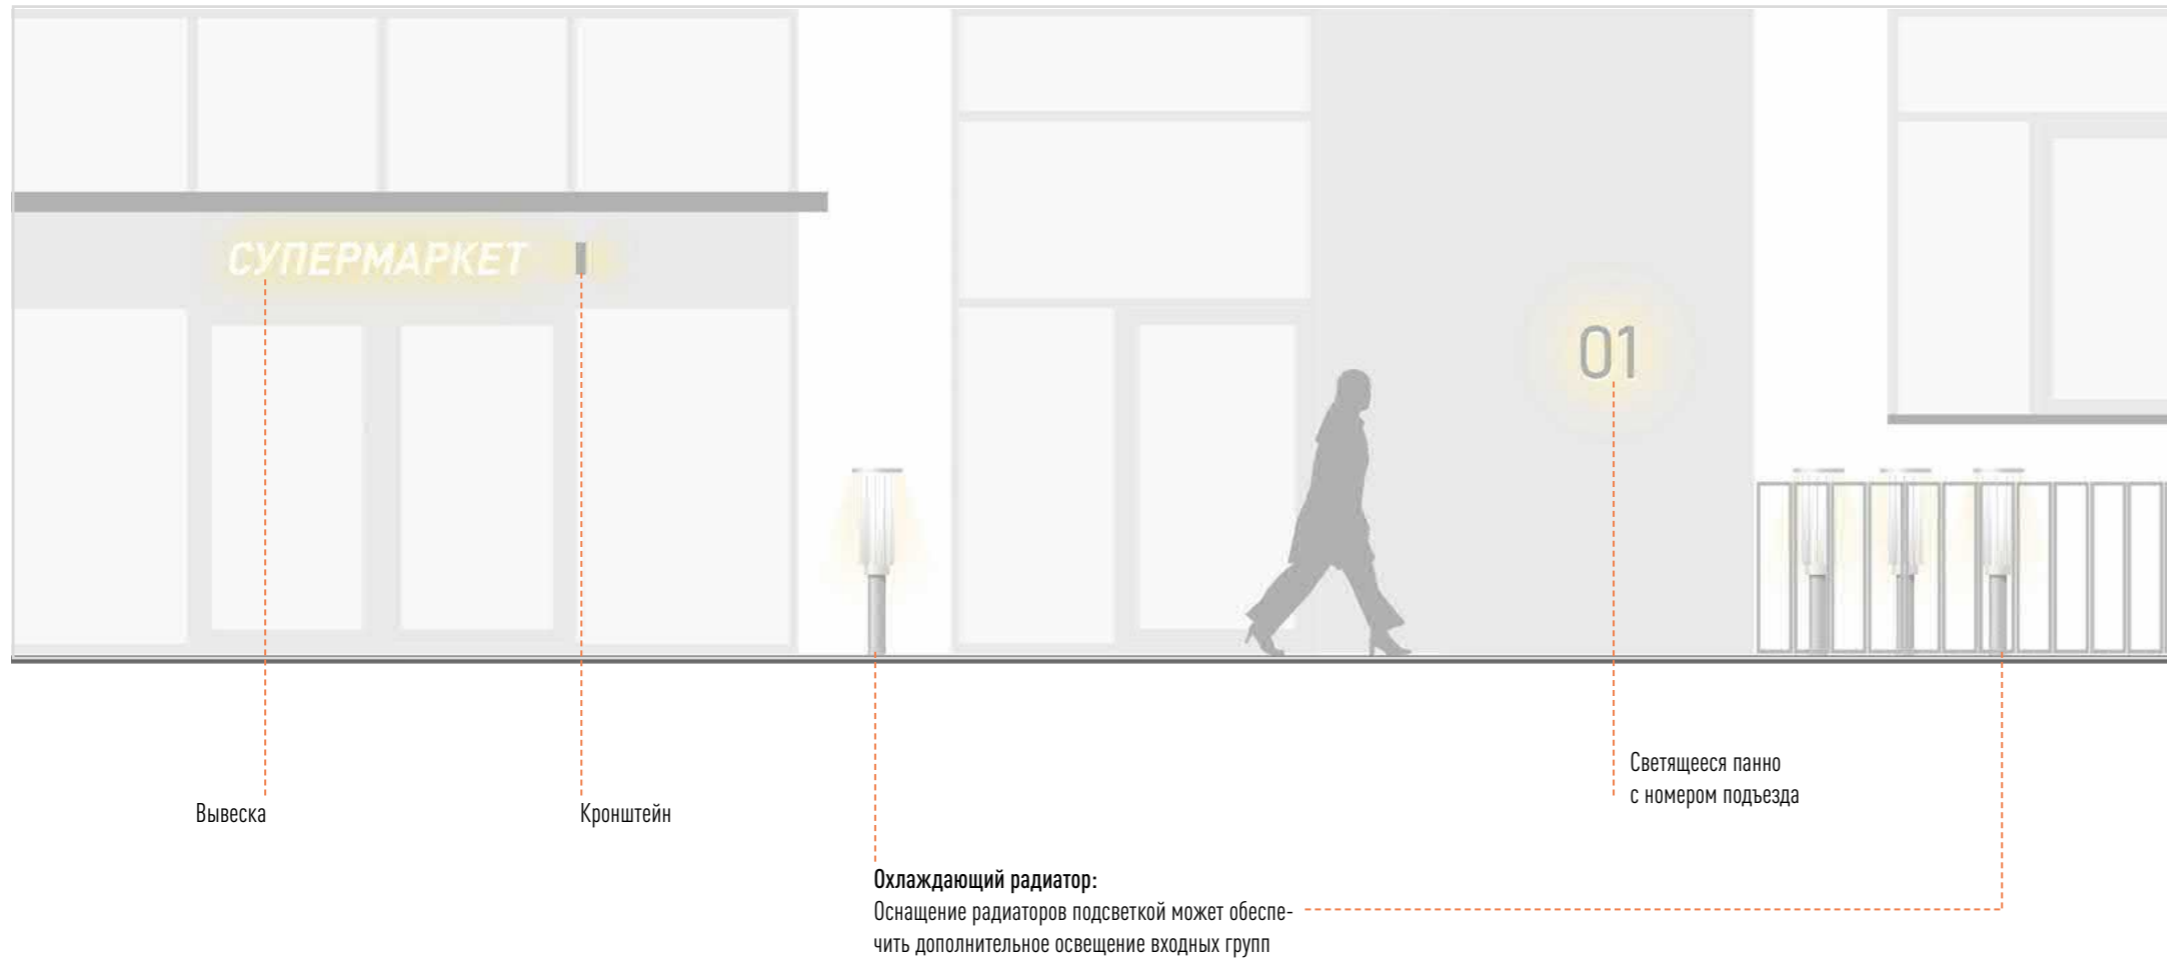 СУПЕРМАРКЕТ
01
Светящееся панно
с номером подъезда
Вывеска
Кронштейн
Охлаждающий радиатор:
Оснащение радиаторов подсветкой может обеспе-
чить дополнительное освещение входных групп